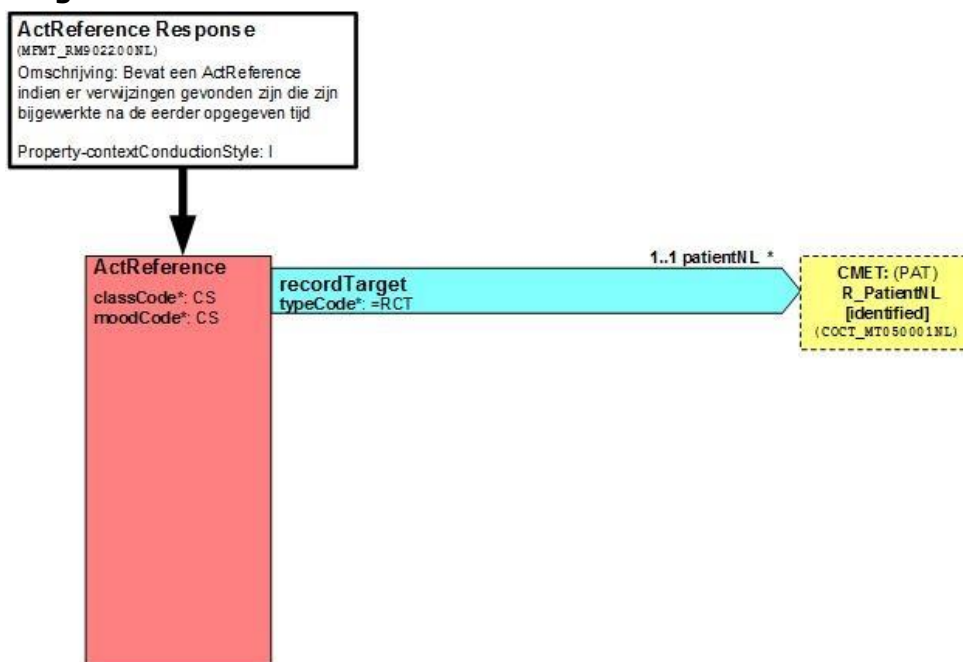 ActReference Response
(MFMT_RM902200NL)
Omschrijving: Bevat een ActReference
indien er verwijzingen gevonden zijn die zijn
bijgewerkte na de eerder opgegeven tijd
Property-contextConductionStyle: I
ActReference
classCode*: CS
moodCode*: CS
recordTarget
typeCode*: =RCT
1..1 patientNL *
CMET: (PAT)
R_PatientNL
[identified]
(COCT_MT050001NL)